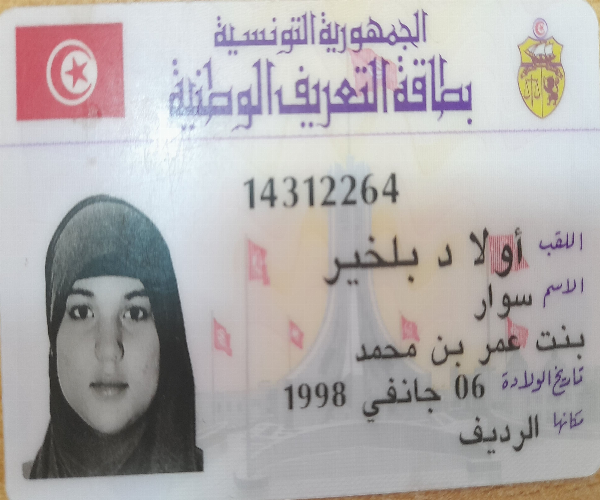 الجمهورية التونسية
بطاقة التعريف الوطنية
14312264
اللقب أولاد بلخير
الاسم سوار
بنت عمر بن محمد
تاريخ الولادة 06 جانفي 1998
مكانها الرديف